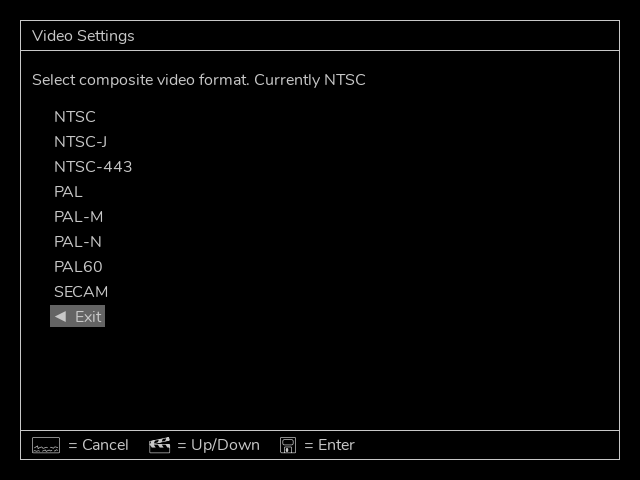 Video Settings
Select composite video format. Currently NTSC
NTSC
NTSC-J
NTSC-443
PAL
PAL-M
PAL-N
PAL60
SECAM
◄ Exit
= Cancel = Up/Down = Enter